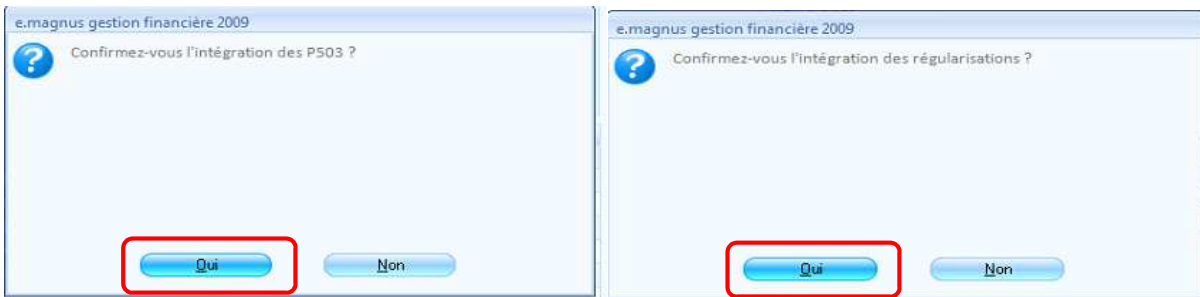 e.magnus gestion financière 2009
Confirmez-vous l'intégration des P503 ?
Oui
Non
e.magnus gestion financière 2009
Confirmez-vous l'intégration des régularisations ?
Oui
Non